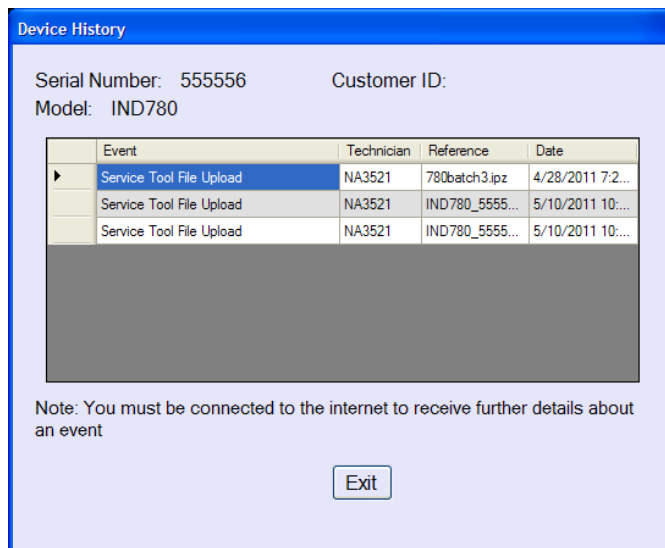 Device History
Serial Number: 555556 Customer ID:
Model: IND780
Event Technician Reference Date
Service Tool File Upload NA3521 780batch3.ipz 4/28/2011 7:2...
Service Tool File Upload NA3521 IND780_5555... 5/10/2011 10:...
Service Tool File Upload NA3521 IND780_5555... 5/10/2011 10:...
Note: You must be connected to the internet to receive further details about
an event
Exit